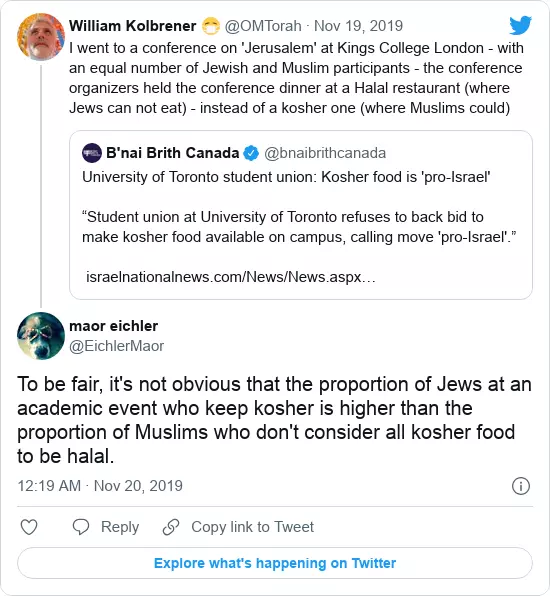 William Kolbrener 😷 @OMTorah · Nov 19, 2019
I went to a conference on 'Jerusalem' at Kings College London - with
an equal number of Jewish and Muslim participants - the conference
organizers held the conference dinner at a Halal restaurant (where
Jews can not eat) - instead of a kosher one (where Muslims could)
B'nai Brith Canada @bnaibrithcanada
University of Toronto student union: Kosher food is 'pro-Israel'
“Student union at University of Toronto refuses to back bid to
make kosher food available on campus, calling move 'pro-Israel'.”
israelnationalnews.com/News/News.aspx…
maor eichler
@EichlerMaor
To be fair, it's not obvious that the proportion of Jews at an
academic event who keep kosher is higher than the
proportion of Muslims who don't consider all kosher food
to be halal.
12:19 AM · Nov 20, 2019
Reply
Copy link to Tweet
Explore what's happening on Twitter